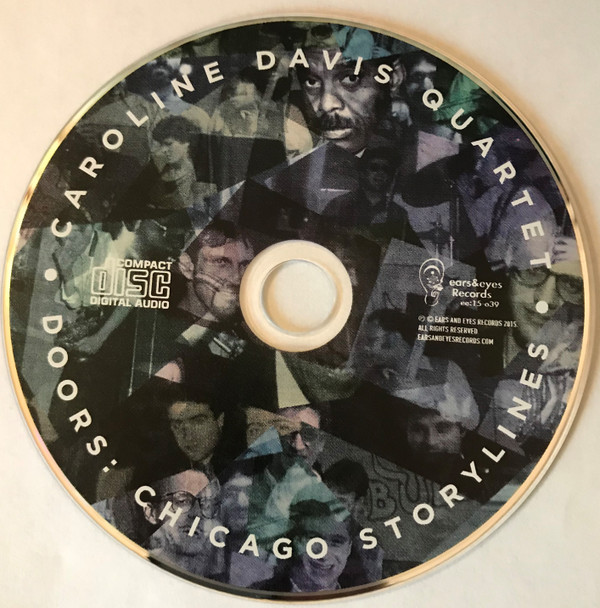 CAROLINE DAVIS QUARTET
COMPACT
DISC
DIGITAL AUDIO
ears&eyes
Records
ee:15-039
℗ © EARS AND EYES RECORDS 2015.
ALL RIGHTS RESERVED
EARSANDEYESRECORDS.COM
• DOORS: CHICAGO STORYLINES •